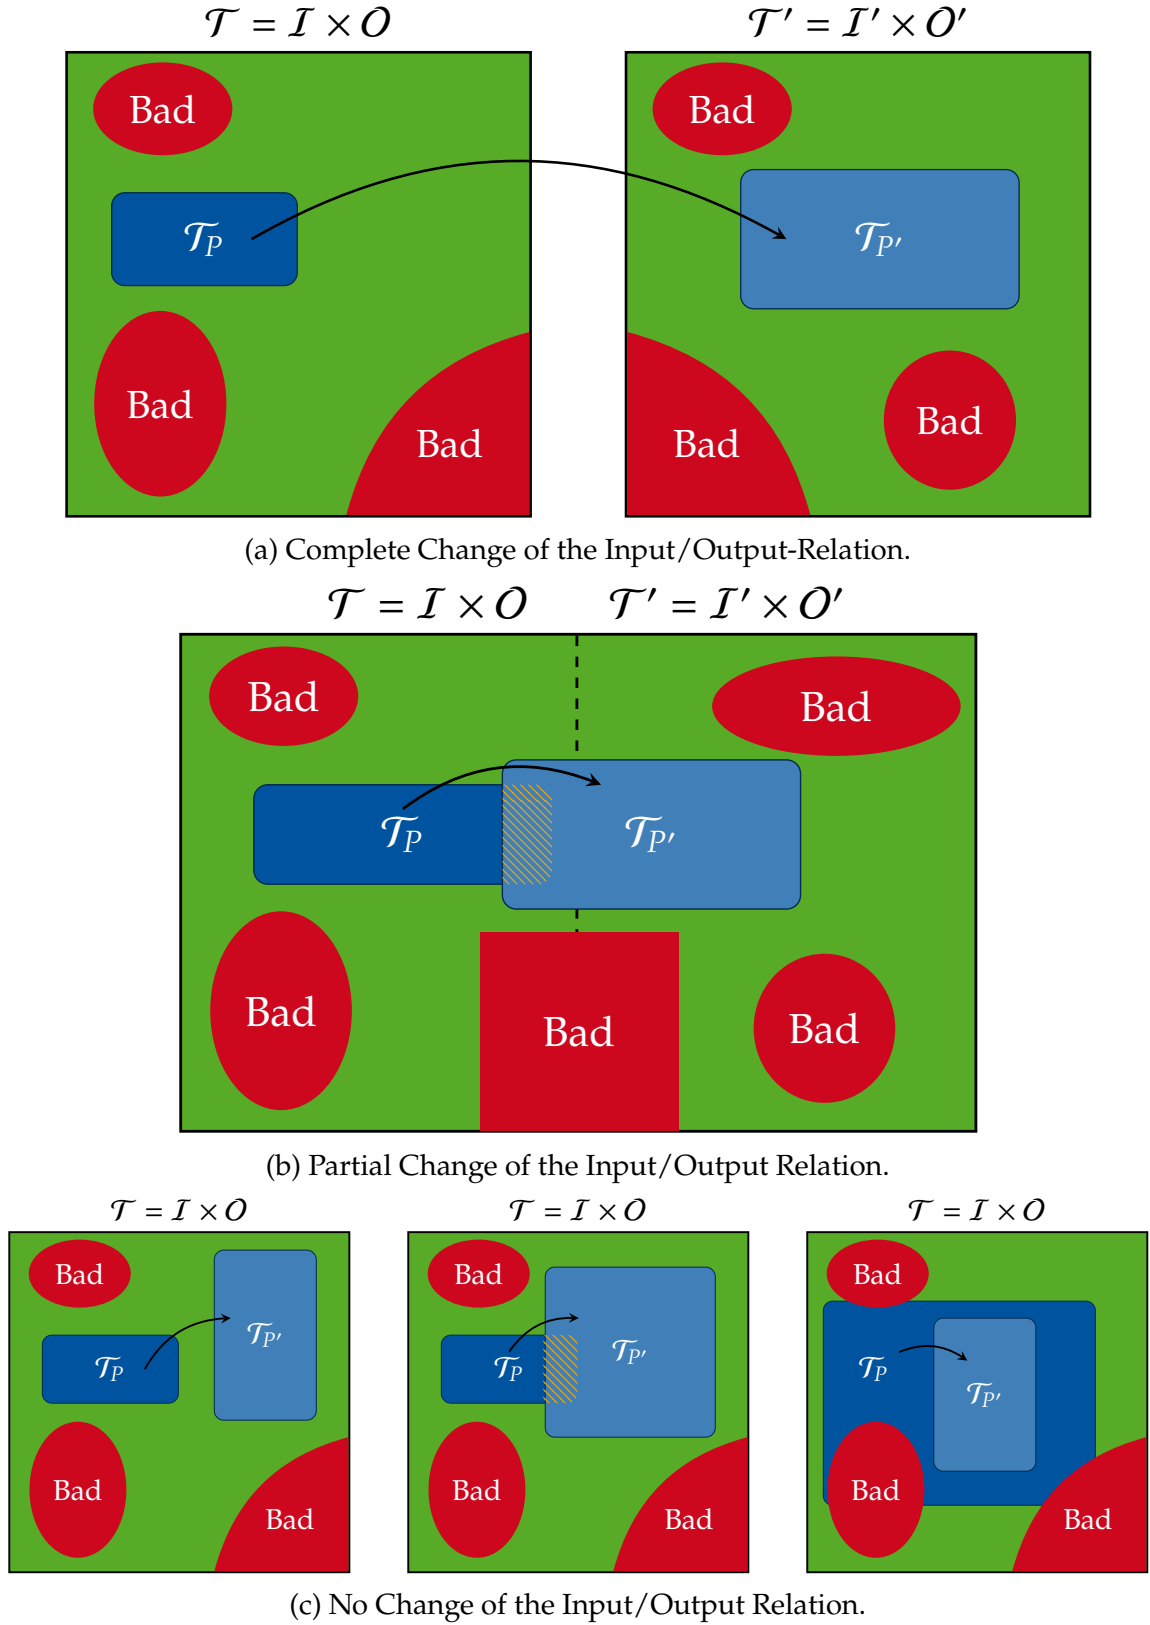 𝒯 = ℐ × 𝒪 𝒯′ = ℐ′ × 𝒪′
Bad Bad
𝒯P 𝒯P′
Bad Bad Bad Bad
(a) Complete Change of the Input/Output-Relation.
𝒯 = ℐ × 𝒪 𝒯′ = ℐ′ × 𝒪′
Bad Bad
𝒯P 𝒯P′
Bad Bad Bad
(b) Partial Change of the Input/Output Relation.
𝒯 = ℐ × 𝒪 𝒯 = ℐ × 𝒪 𝒯 = ℐ × 𝒪
Bad Bad Bad
𝒯P 𝒯P′ 𝒯P 𝒯P′ 𝒯P 𝒯P′
Bad Bad Bad Bad Bad Bad
(c) No Change of the Input/Output Relation.